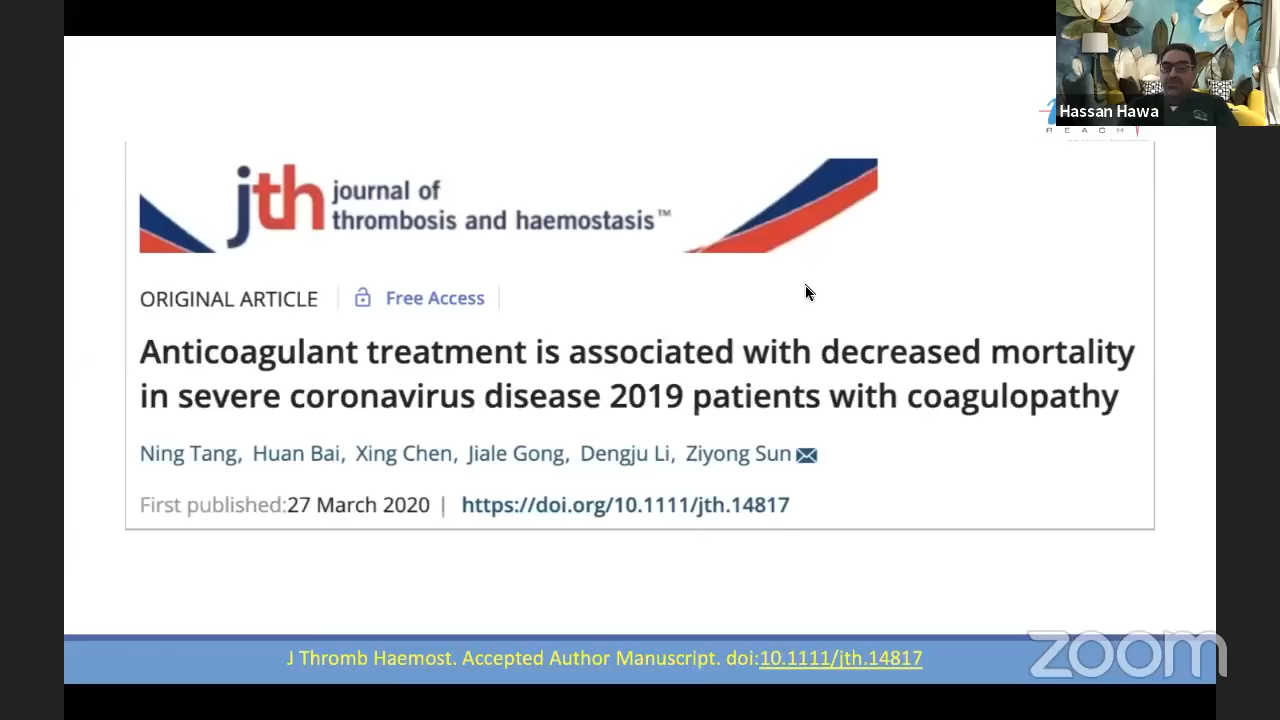 Hassan Hawa
REACH
jth journal of
thrombosis and haemostasis™
ORIGINAL ARTICLE Free Access
Anticoagulant treatment is associated with decreased mortality
in severe coronavirus disease 2019 patients with coagulopathy
Ning Tang, Huan Bai, Xing Chen, Jiale Gong, Dengju Li, Ziyong Sun
First published:27 March 2020 | https://doi.org/10.1111/jth.14817
J Thromb Haemost. Accepted Author Manuscript. doi:10.1111/jth.14817
zoom